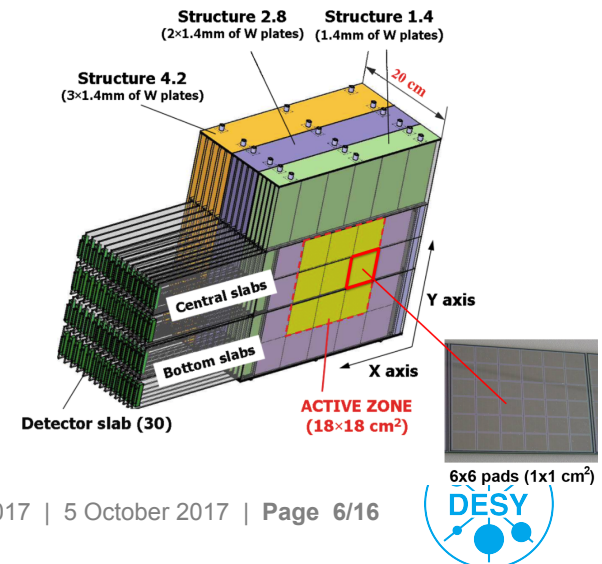 Structure 2.8
(2×1.4mm of W plates)
Structure 1.4
(1.4mm of W plates)
Structure 4.2
(3×1.4mm of W plates)
20 cm
Central slabs
Bottom slabs
Y axis
X axis
Detector slab (30)
ACTIVE ZONE
(18×18 cm²)
6x6 pads (1x1 cm²)
017 | 5 October 2017 | Page 6/16
DESY